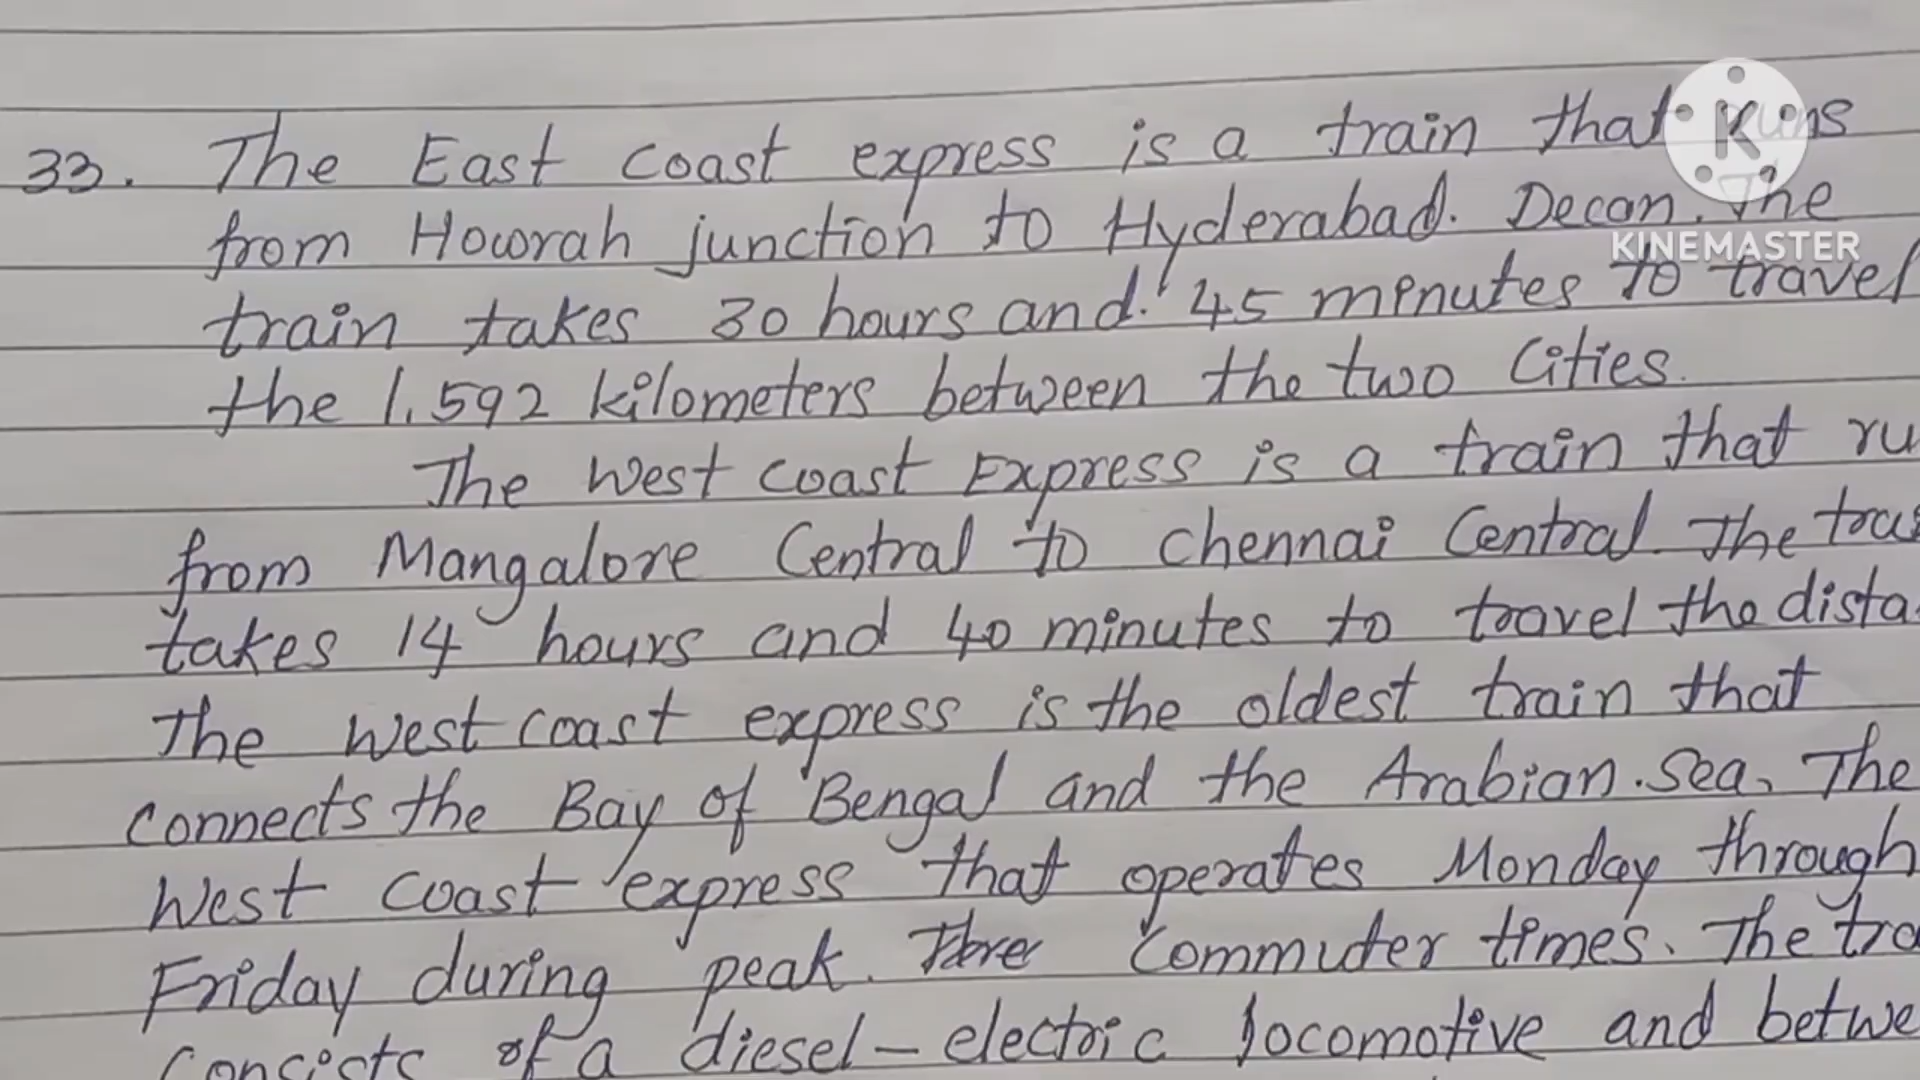 33. The East coast express is a train that runs
from Howrah junction to Hyderabad. Decan. The
train takes 30 hours and. 45 minutes to travel
the 1,592 kilometers between the two Cities.
The West coast Express is a train that ru
from Mangalore Central to Chennai Central. The trai
takes 14 hours and 40 minutes to travel the dista
The west coast express is the oldest train that
connects the Bay of Bengal and the Arabian. Sea. The
West coast express that operates Monday through
Friday during peak. Commuter times. The tra
consists of a diesel-electric locomotive and betwe
KINEMASTER